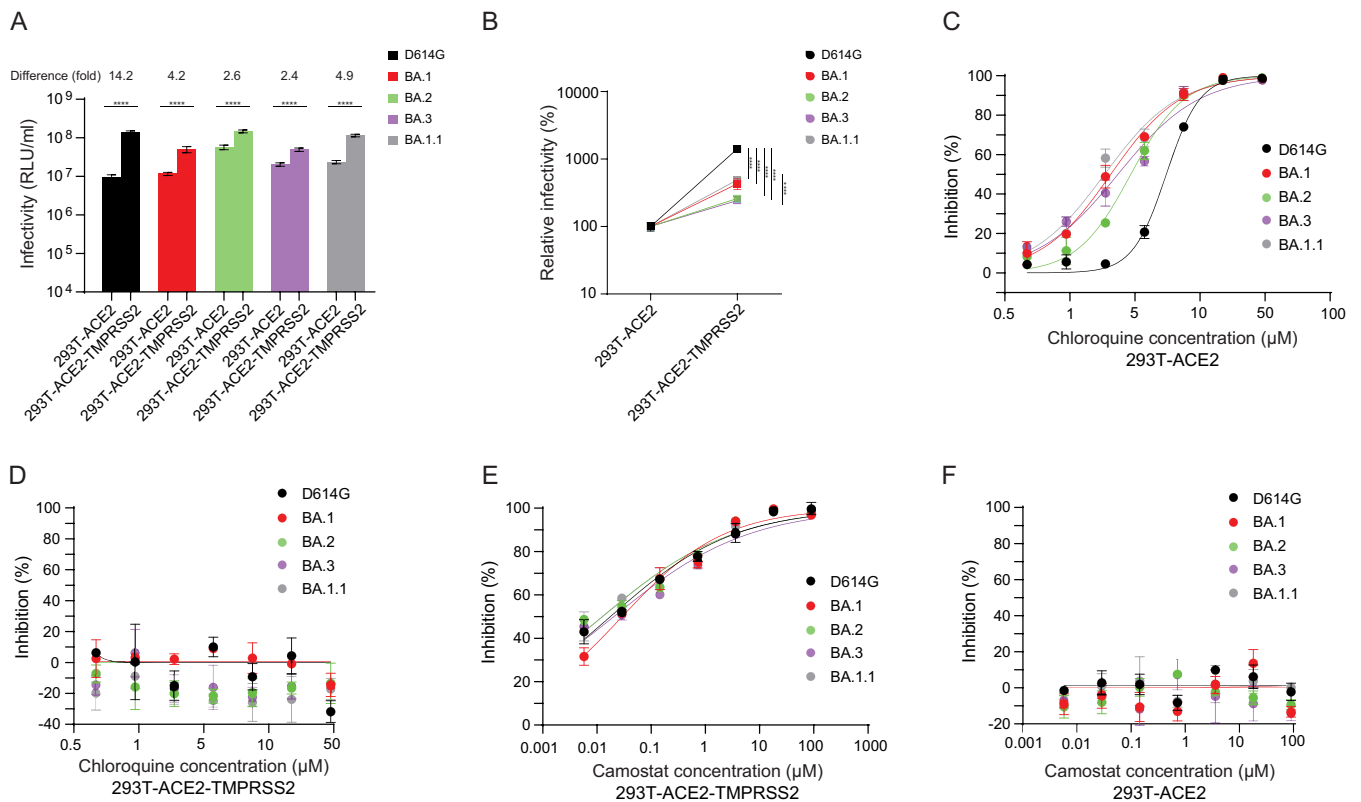 A
Difference (fold) 14.2 4.2 2.6 2.4 4.9
**** **** **** **** ****
Infectivity (RLU/ml)
10^9
10^8
10^7
10^6
10^5
10^4
293T-ACE2
293T-ACE2-TMPRSS2
293T-ACE2
293T-ACE2-TMPRSS2
293T-ACE2
293T-ACE2-TMPRSS2
293T-ACE2
293T-ACE2-TMPRSS2
293T-ACE2
293T-ACE2-TMPRSS2
D614G
BA.1
BA.2
BA.3
BA.1.1
B
Relative infectivity (%)
10000
1000
100
10
**** **** **** **** ****
293T-ACE2
293T-ACE2-TMPRSS2
D614G
BA.1
BA.2
BA.3
BA.1.1
C
Inhibition (%)
100
80
60
40
20
0
0.5 1 5 10 50 100
Chloroquine concentration (µM)
293T-ACE2
D614G
BA.1
BA.2
BA.3
BA.1.1
D
Inhibition (%)
100
80
60
40
20
0
-20
-40
0.5 1 5 10 50
Chloroquine concentration (µM)
293T-ACE2-TMPRSS2
D614G
BA.1
BA.2
BA.3
BA.1.1
E
Inhibition (%)
100
80
60
40
20
0
0.001 0.01 0.1 1 10 100 1000
Camostat concentration (µM)
293T-ACE2-TMPRSS2
D614G
BA.1
BA.2
BA.3
BA.1.1
F
Inhibition (%)
100
80
60
40
20
0
-20
0.001 0.01 0.1 1 10 100
Camostat concentration (µM)
293T-ACE2
D614G
BA.1
BA.2
BA.3
BA.1.1